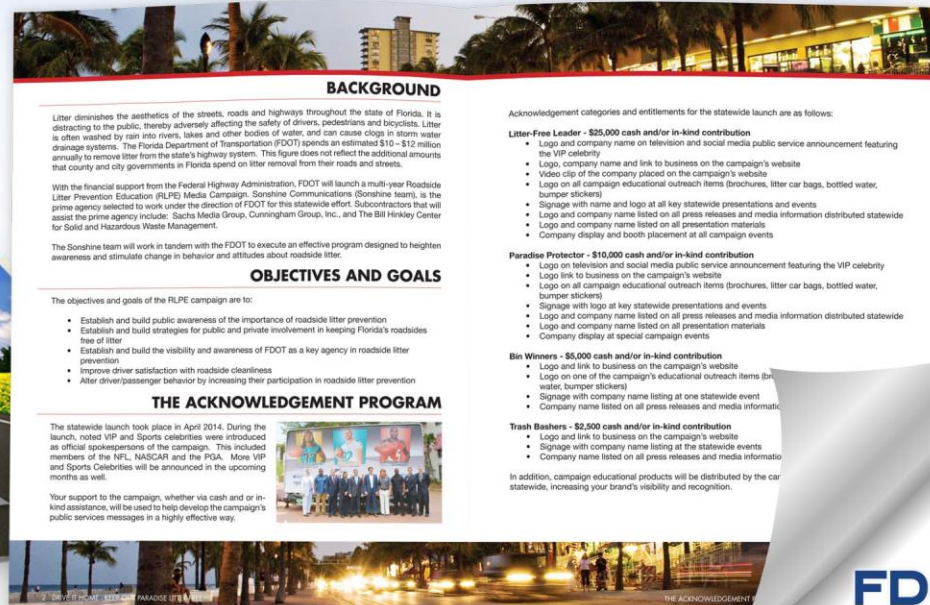 BACKGROUND
Litter diminishes the aesthetics of the streets, roads and highways throughout the state of Florida. It is
distracting to the public, thereby adversely affecting the safety of drivers, pedestrians and bicyclists. Litter
is often washed by rain into rivers, lakes and other bodies of water, and can cause clogs in storm water
drainage systems. The Florida Department of Transportation (FDOT) spends an estimated $10 – $12 million
annually to remove litter from the state's highway system. This figure does not reflect the additional amounts
that county and city governments in Florida spend on litter removal from their roads and streets.
With the financial support from the Federal Highway Administration, FDOT will launch a multi-year Roadside
Litter Prevention Education (RLPE) Media Campaign. Sonshine Communications (Sonshine team), is the
prime agency selected to work under the direction of FDOT for this statewide effort. Subcontractors that will
assist the prime agency include: Sachs Media Group, Cunningham Group, Inc., and The Bill Hinkley Center
for Solid and Hazardous Waste Management.
The Sonshine team will work in tandem with the FDOT to execute an effective program designed to heighten
awareness and stimulate change in behavior and attitudes about roadside litter.
OBJECTIVES AND GOALS
The objectives and goals of the RLPE campaign are to:
• Establish and build public awareness of the importance of roadside litter prevention
• Establish and build strategies for public and private involvement in keeping Florida's roadsides
free of litter
• Establish and build the visibility and awareness of FDOT as a key agency in roadside litter
prevention
• Improve driver satisfaction with roadside cleanliness
• Alter driver/passenger behavior by increasing their participation in roadside litter prevention
THE ACKNOWLEDGEMENT PROGRAM
The statewide launch took place in April 2014. During the
launch, noted VIP and Sports celebrities were introduced
as official spokespersons of the campaign. This included
members of the NFL, NASCAR and the PGA. More VIP
and Sports Celebrities will be announced in the upcoming
months as well.
Your support to the campaign, whether via cash and or in-
kind assistance, will be used to help develop the campaign's
public services messages in a highly effective way.
2 DRIVE IT HOME - KEEP OUR PARADISE LITTER
Acknowledgement categories and entitlements for the statewide launch are as follows:
Litter-Free Leader - $25,000 cash and/or in-kind contribution
• Logo and company name on television and social media public service announcement featuring
the VIP celebrity
• Logo, company name and link to business on the campaign's website
• Video clip of the company placed on the campaign's website
• Logo on all campaign educational outreach items (brochures, litter car bags, bottled water,
bumper stickers)
• Signage with name and logo at all key statewide presentations and events
• Logo and company name listed on all press releases and media information distributed statewide
• Logo and company name listed on all presentation materials
• Company display and booth placement at all campaign events
Paradise Protector - $10,000 cash and/or in-kind contribution
• Logo on television and social media public service announcement featuring the VIP celebrity
• Logo link to business on the campaign's website
• Logo on all campaign educational outreach items (brochures, litter car bags, bottled water,
bumper stickers)
• Signage with logo at key statewide presentations and events
• Logo and company name listed on all press releases and media information distributed statewide
• Logo and company name listed on all presentation materials
• Company display at special campaign events
Bin Winners - $5,000 cash and/or in-kind contribution
• Logo and link to business on the campaign's website
• Logo on one of the campaign's educational outreach items (br
water, bumper stickers)
• Signage with company name listing at one statewide event
• Company name listed on all press releases and media informatio
Trash Bashers - $2,500 cash and/or in-kind contribution
• Logo and link to business on the campaign's website
• Signage with company name listing at the statewide events
• Company name listed on all press releases and media informatio
In addition, campaign educational products will be distributed by the car
statewide, increasing your brand's visibility and recognition.
THE ACKNOWLEDGEMENT P
FD